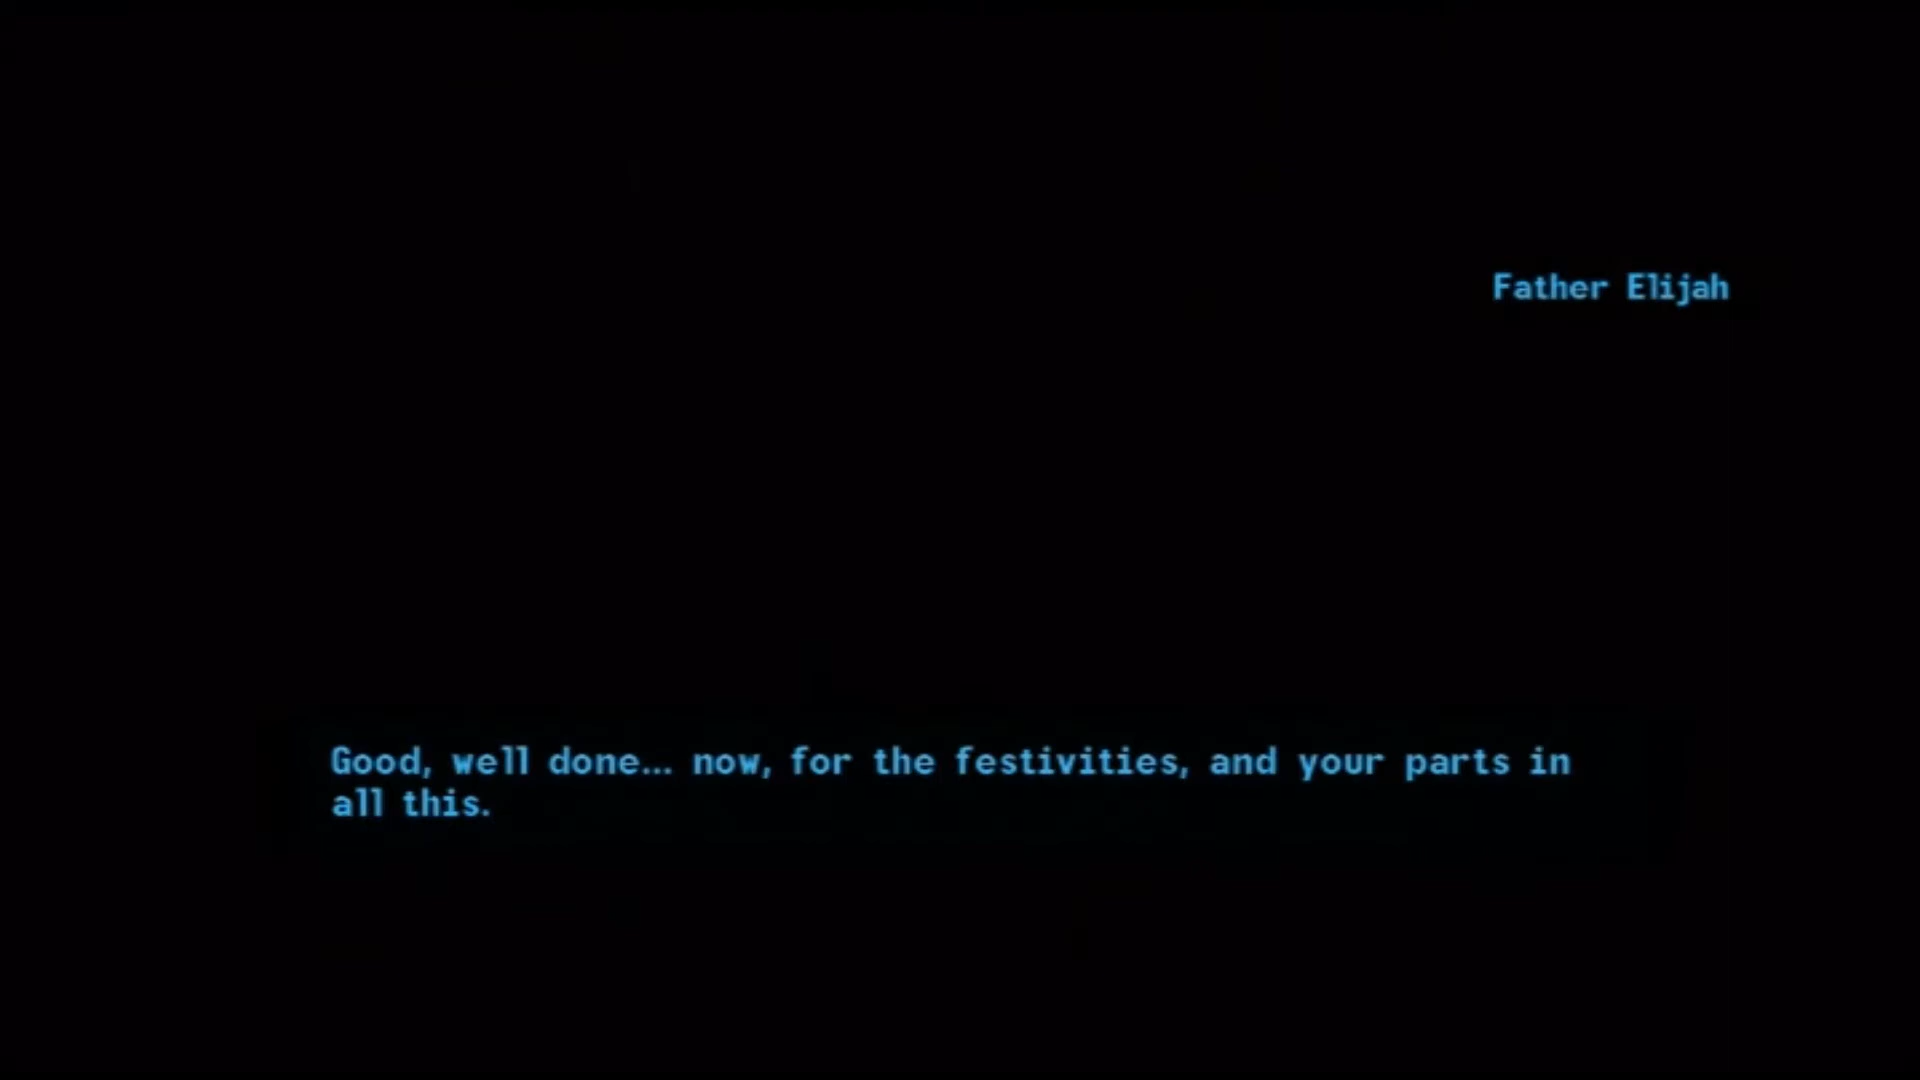 Father Elijah
Good, well done... now, for the festivities, and your parts in
all this.